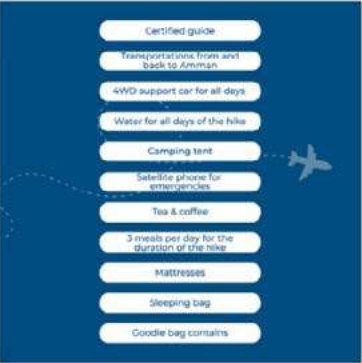 Certified guide
Transportations from and
back to Amman
4WD support car for all days
Water for all days of the hike
Camping tent
Satellite phone for
emergencies
Tea & coffee
3 meals per day for the
duration of the hike
Mattresses
Sleeping bag
Goodie bag contains